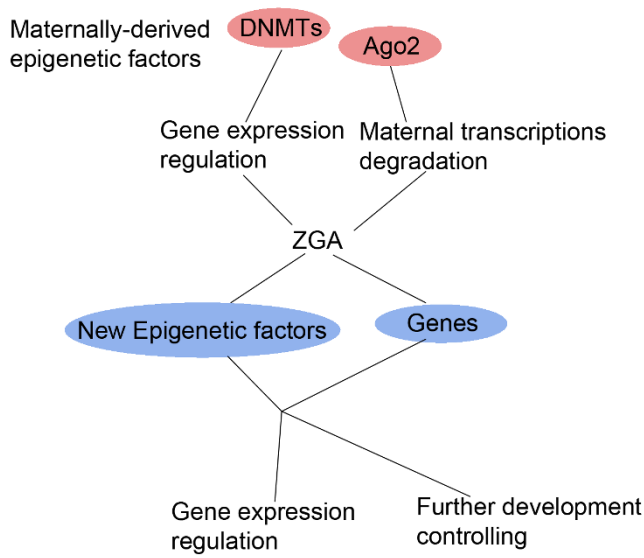 Maternally-derived
epigenetic factors
DNMTs
Ago2
Gene expression
regulation
Maternal transcriptions
degradation
ZGA
New Epigenetic factors
Genes
Gene expression
regulation
Further development
controlling